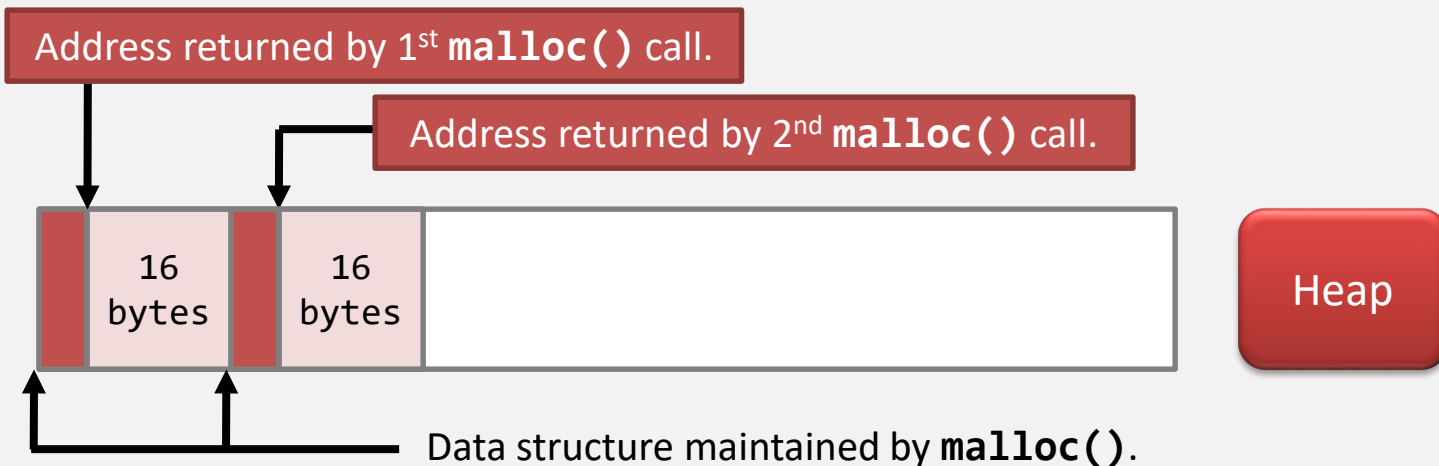 Address returned by 1st malloc() call.
Address returned by 2nd malloc() call.
16
bytes
16
bytes
Heap
Data structure maintained by malloc().